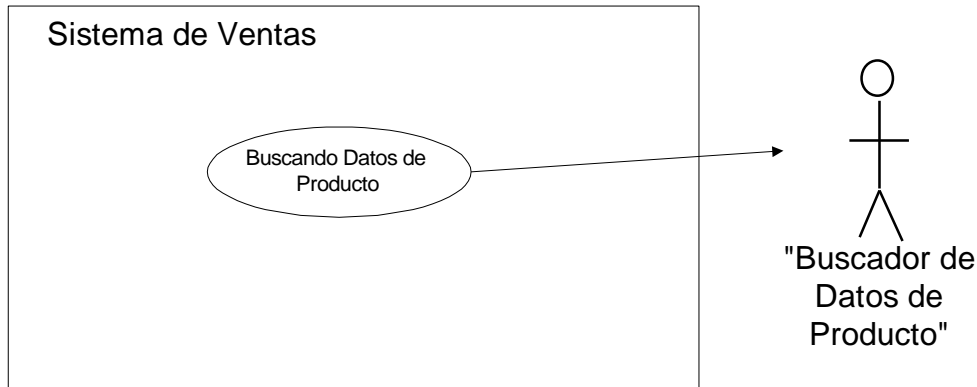 Sistema de Ventas
Buscando Datos de
Producto
"Buscador de
Datos de
Producto"